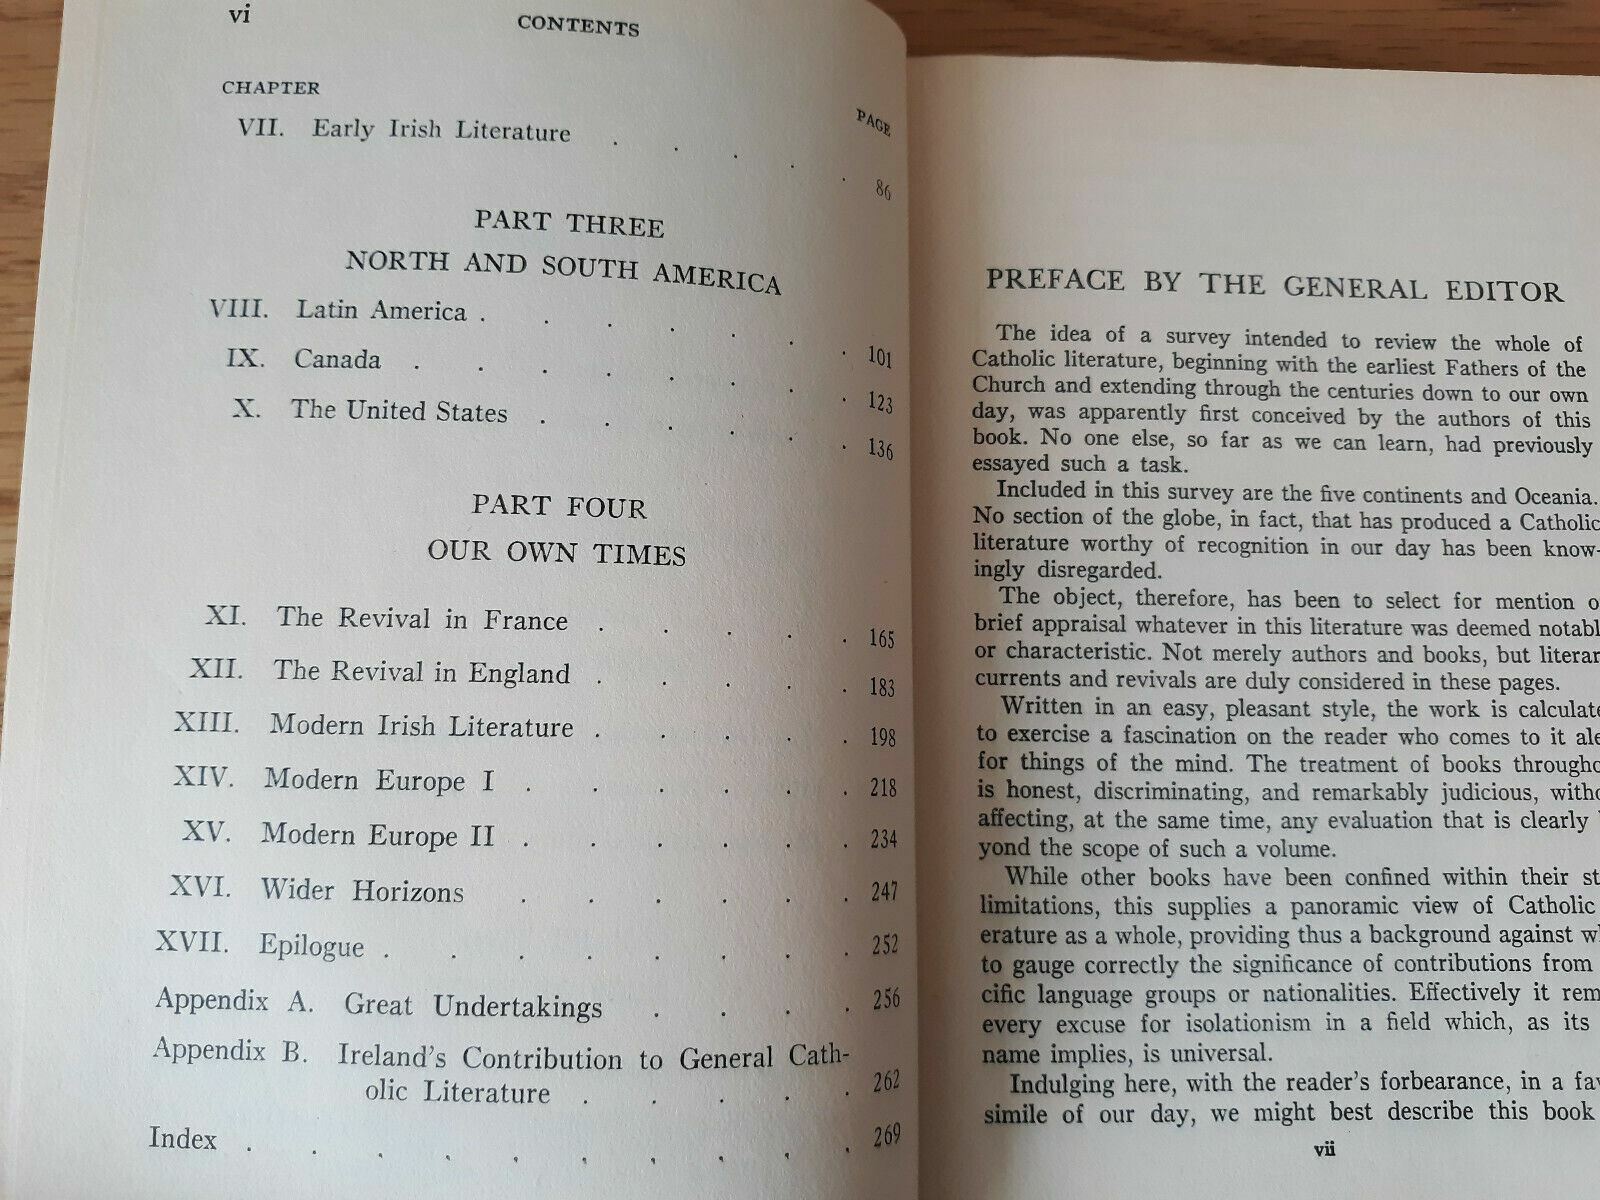 vi CONTENTS
CHAPTER PAGE
VII. Early Irish Literature . . . . . 86
PART THREE
NORTH AND SOUTH AMERICA
VIII. Latin America . . . . . . . 101
IX. Canada . . . . . . . . 123
X. The United States . . . . . . 136
PART FOUR
OUR OWN TIMES
XI. The Revival in France . . . . . 165
XII. The Revival in England . . . . . 183
XIII. Modern Irish Literature . . . . . 198
XIV. Modern Europe I . . . . . . 218
XV. Modern Europe II . . . . . . 234
XVI. Wider Horizons . . . . . . 247
XVII. Epilogue . . . . . . . . 252
Appendix A. Great Undertakings . . . . 256
Appendix B. Ireland's Contribution to General Cath-
olic Literature . . . . . 262
Index . . . . . . . . . . 269
PREFACE BY THE GENERAL EDITOR
The idea of a survey intended to review the whole of
Catholic literature, beginning with the earliest Fathers of the
Church and extending through the centuries down to our own
day, was apparently first conceived by the authors of this
book. No one else, so far as we can learn, had previously
essayed such a task.
Included in this survey are the five continents and Oceania.
No section of the globe, in fact, that has produced a Catholic
literature worthy of recognition in our day has been know-
ingly disregarded.
The object, therefore, has been to select for mention o
brief appraisal whatever in this literature was deemed notabl
or characteristic. Not merely authors and books, but literar
currents and revivals are duly considered in these pages.
Written in an easy, pleasant style, the work is calculate
to exercise a fascination on the reader who comes to it ale
for things of the mind. The treatment of books througho
is honest, discriminating, and remarkably judicious, witho
affecting, at the same time, any evaluation that is clearly
yond the scope of such a volume.
While other books have been confined within their st
limitations, this supplies a panoramic view of Catholic
erature as a whole, providing thus a background against w
to gauge correctly the significance of contributions from
cific language groups or nationalities. Effectively it rem
every excuse for isolationism in a field which, as its
name implies, is universal.
Indulging here, with the reader's forbearance, in a fav
simile of our day, we might best describe this book
vii